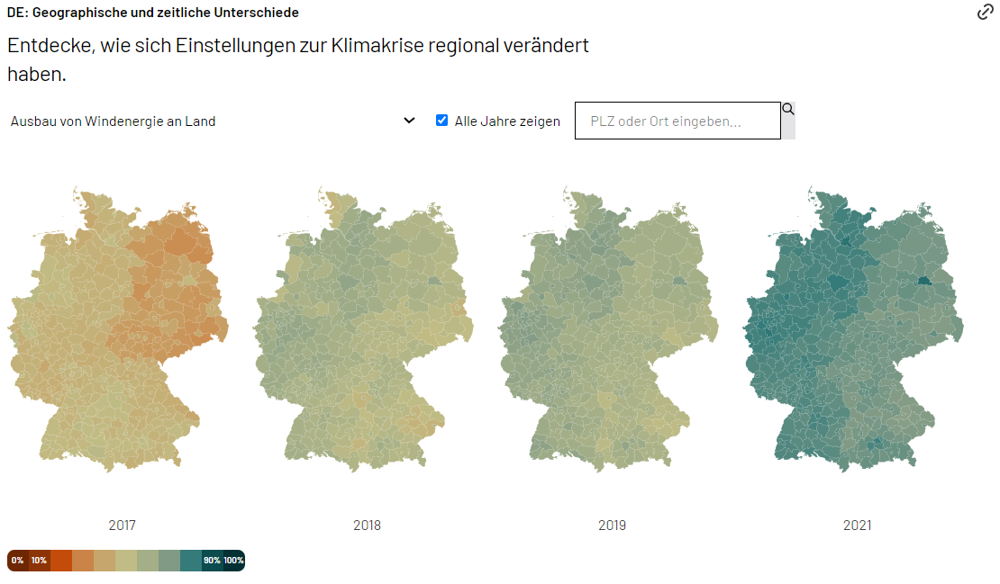 DE: Geographische und zeitliche Unterschiede
Entdecke, wie sich Einstellungen zur Klimakrise regional verändert
haben.
Ausbau von Windenergie an Land
Alle Jahre zeigen
PLZ oder Ort eingeben...
2017
2018
2019
2021
0% 10% 90% 100%